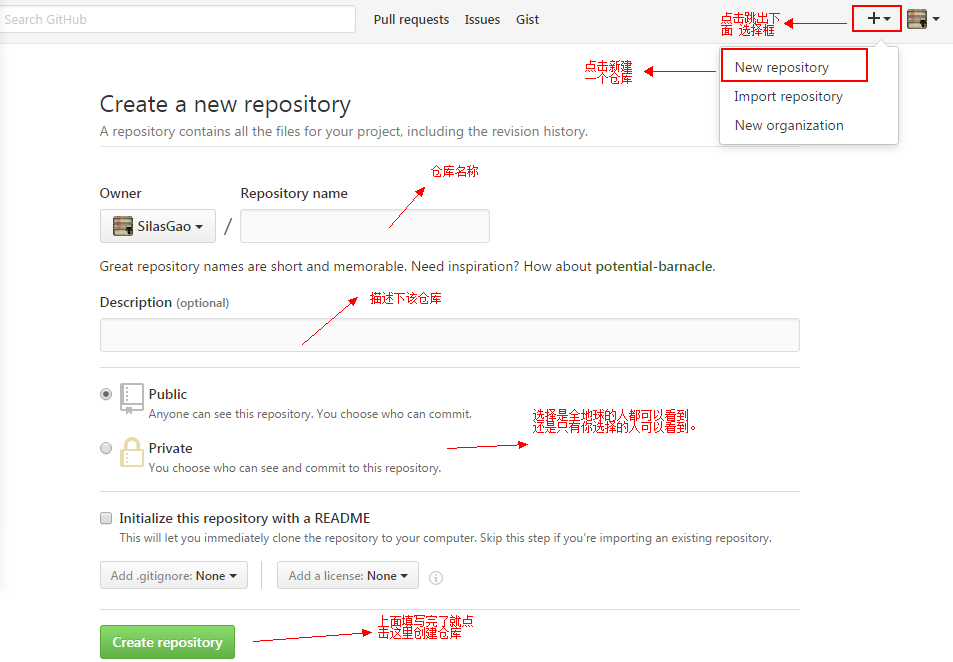 Search GitHub
Pull requests
Issues
Gist
点击跳出下
面 选择框
点击新建
一个仓库
New repository
Import repository
New organization
Create a new repository
A repository contains all the files for your project, including the revision history.
仓库名称
Owner
Repository name
SilasGao
/
Great repository names are short and memorable. Need inspiration? How about potential-barnacle.
Description (optional)
描述下该仓库
Public
Anyone can see this repository. You choose who can commit.
选择是全地球的人都可以看到
还是只有你选择的人可以看到。
Private
You choose who can see and commit to this repository.
Initialize this repository with a README
This will let you immediately clone the repository to your computer. Skip this step if you’re importing an existing repository.
Add .gitignore: None
Add a license: None
上面填写完了就点
击这里创建仓库
Create repository